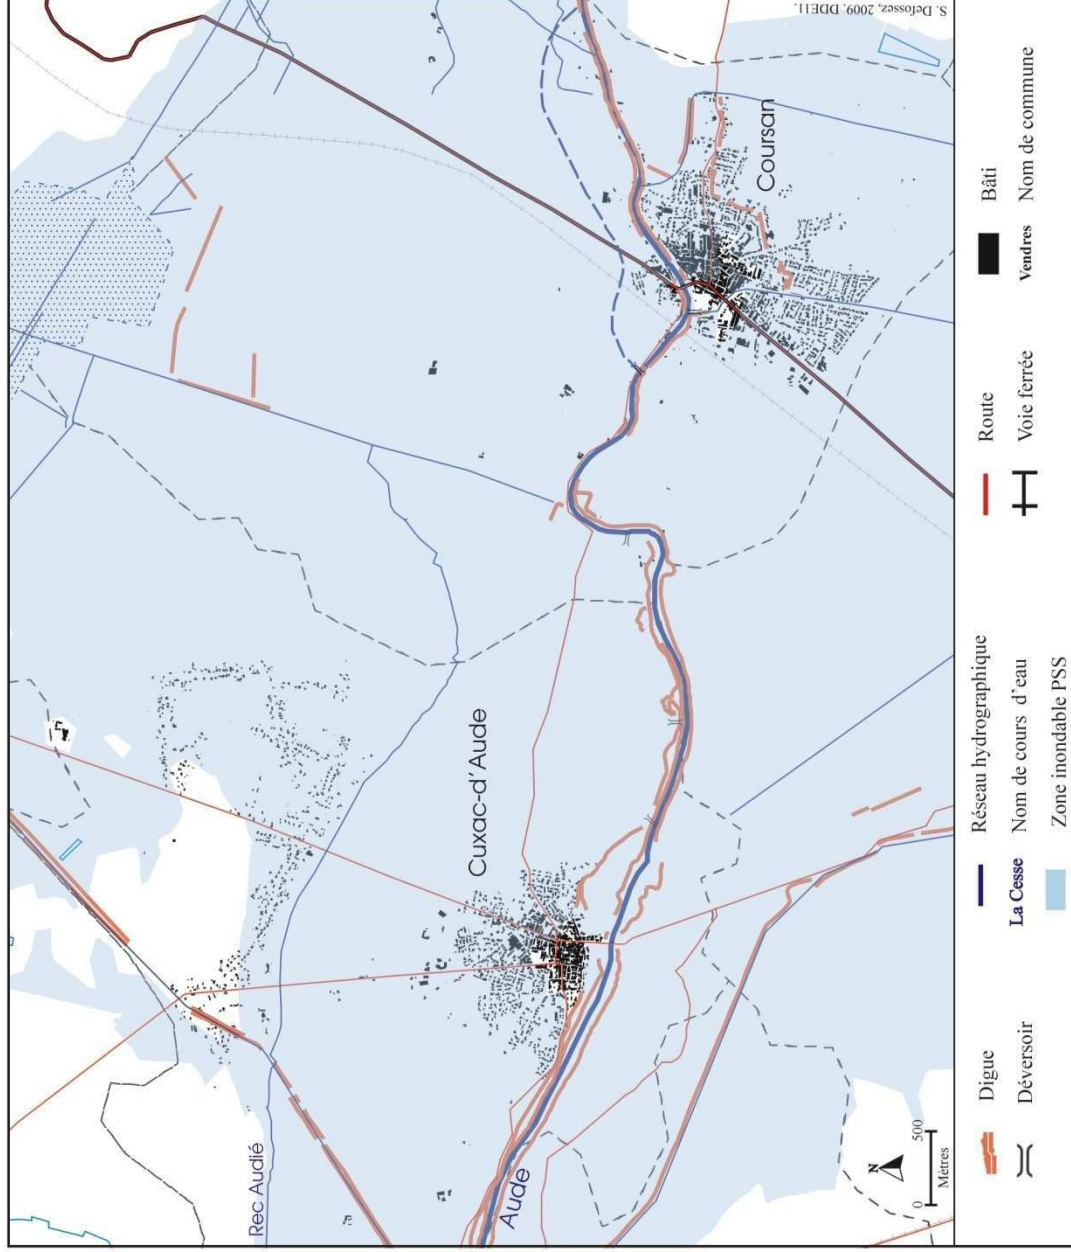 S. Defossez, 2009. DDE11.
Coursan
Cuxac-d'Aude
Rec Audié
Aude
N
0 500
Mètres
Digue
Déversoir
Réseau hydrographique
La Cesse Nom de cours d'eau
Zone inondable PSS
Route
Voie ferrée
Bâti
Vendres Nom de commune